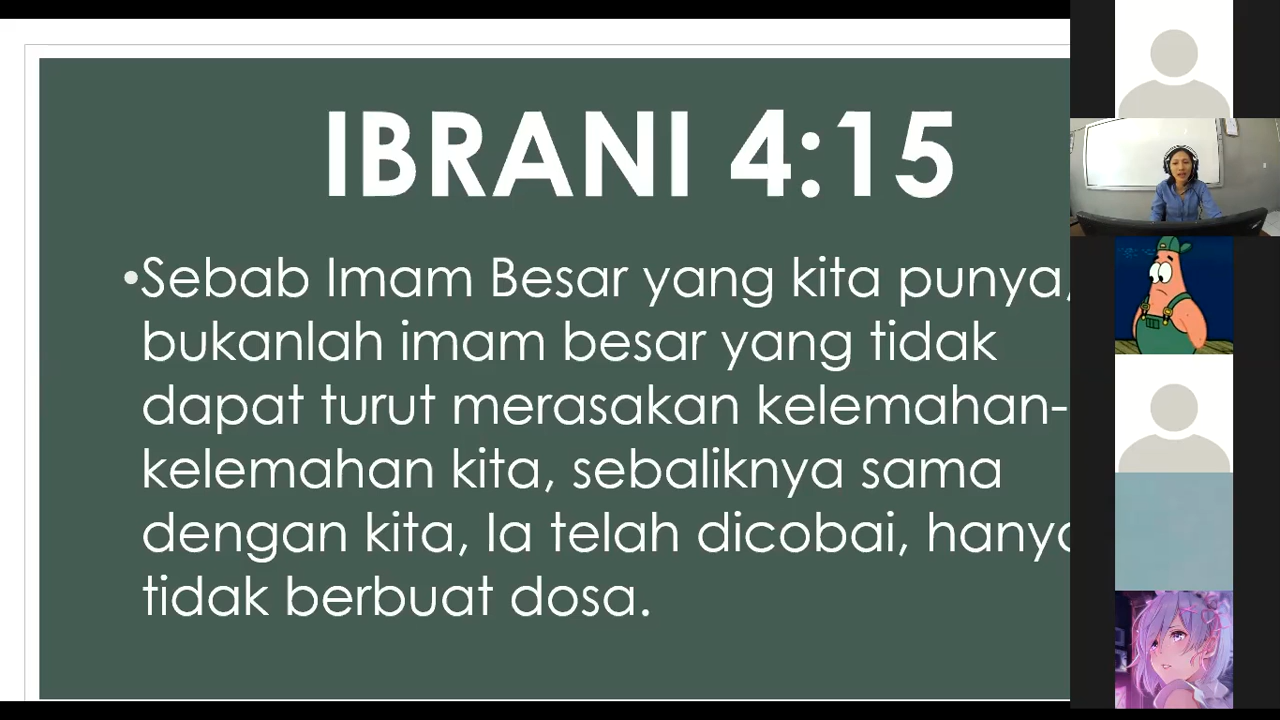 IBRANI 4:15
•Sebab Imam Besar yang kita punya,
bukanlah imam besar yang tidak
dapat turut merasakan kelemahan-
kelemahan kita, sebaliknya sama
dengan kita, Ia telah dicobai, hanya
tidak berbuat dosa.